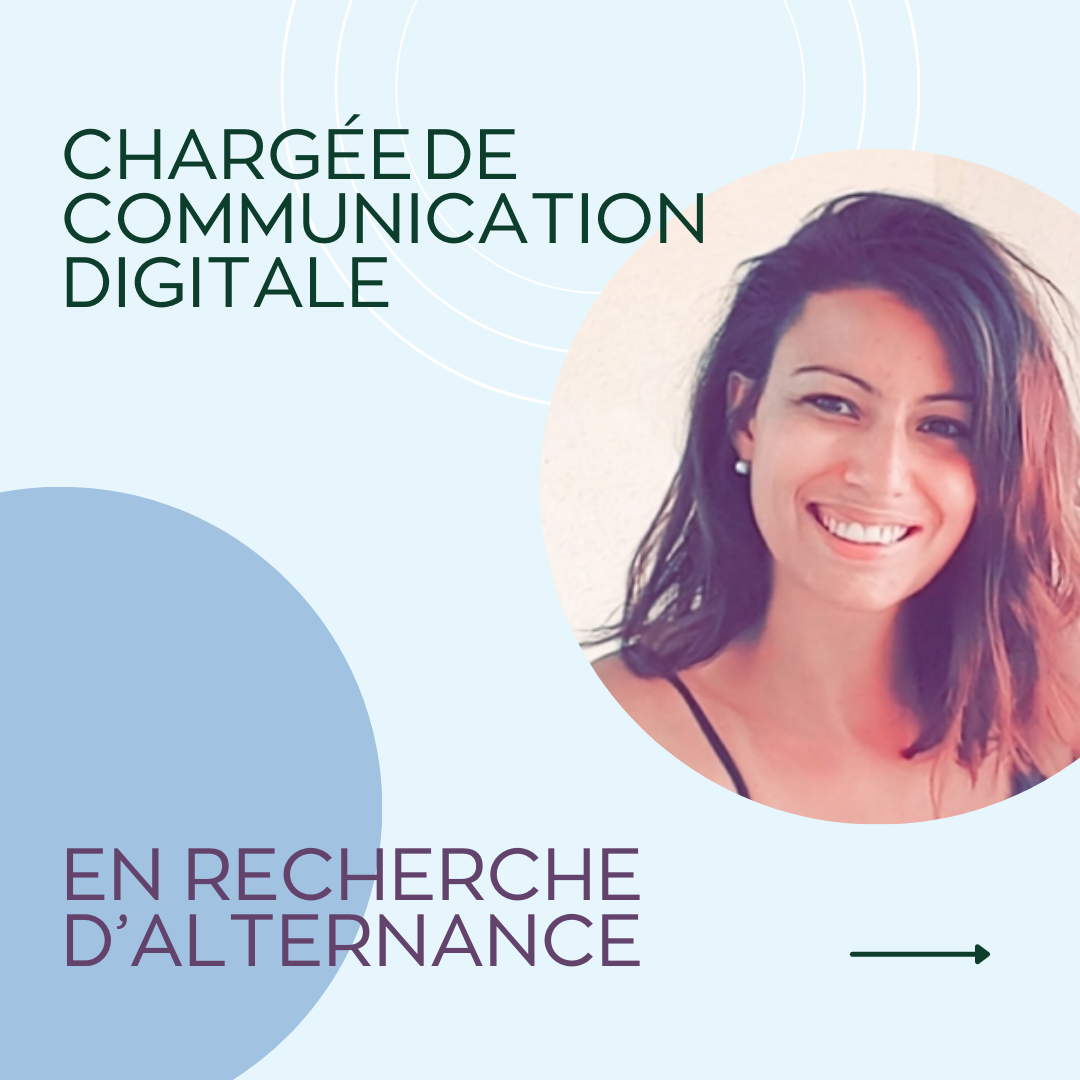 CHARGÉE DE
COMMUNICATION
DIGITALE
EN RECHERCHE
D’ALTERNANCE